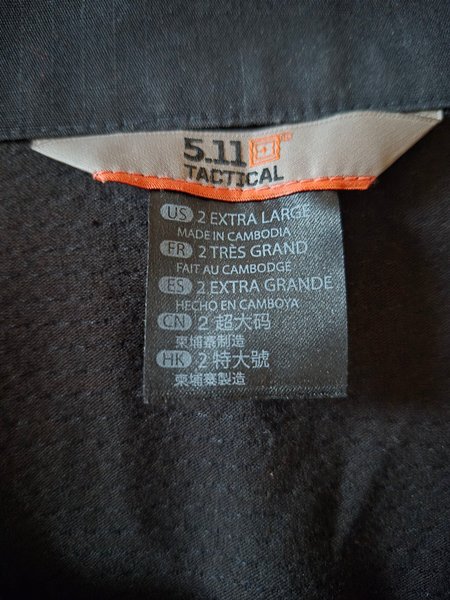 5.11
TACTICAL
US 2 EXTRA LARGE
MADE IN CAMBODIA
FR 2 TRÈS GRAND
FAIT AU CAMBODGE
ES 2 EXTRA GRANDE
HECHO EN CAMBOYA
CN 2 超大码
柬埔寨制造
HK 2 特大號
柬埔寨製造